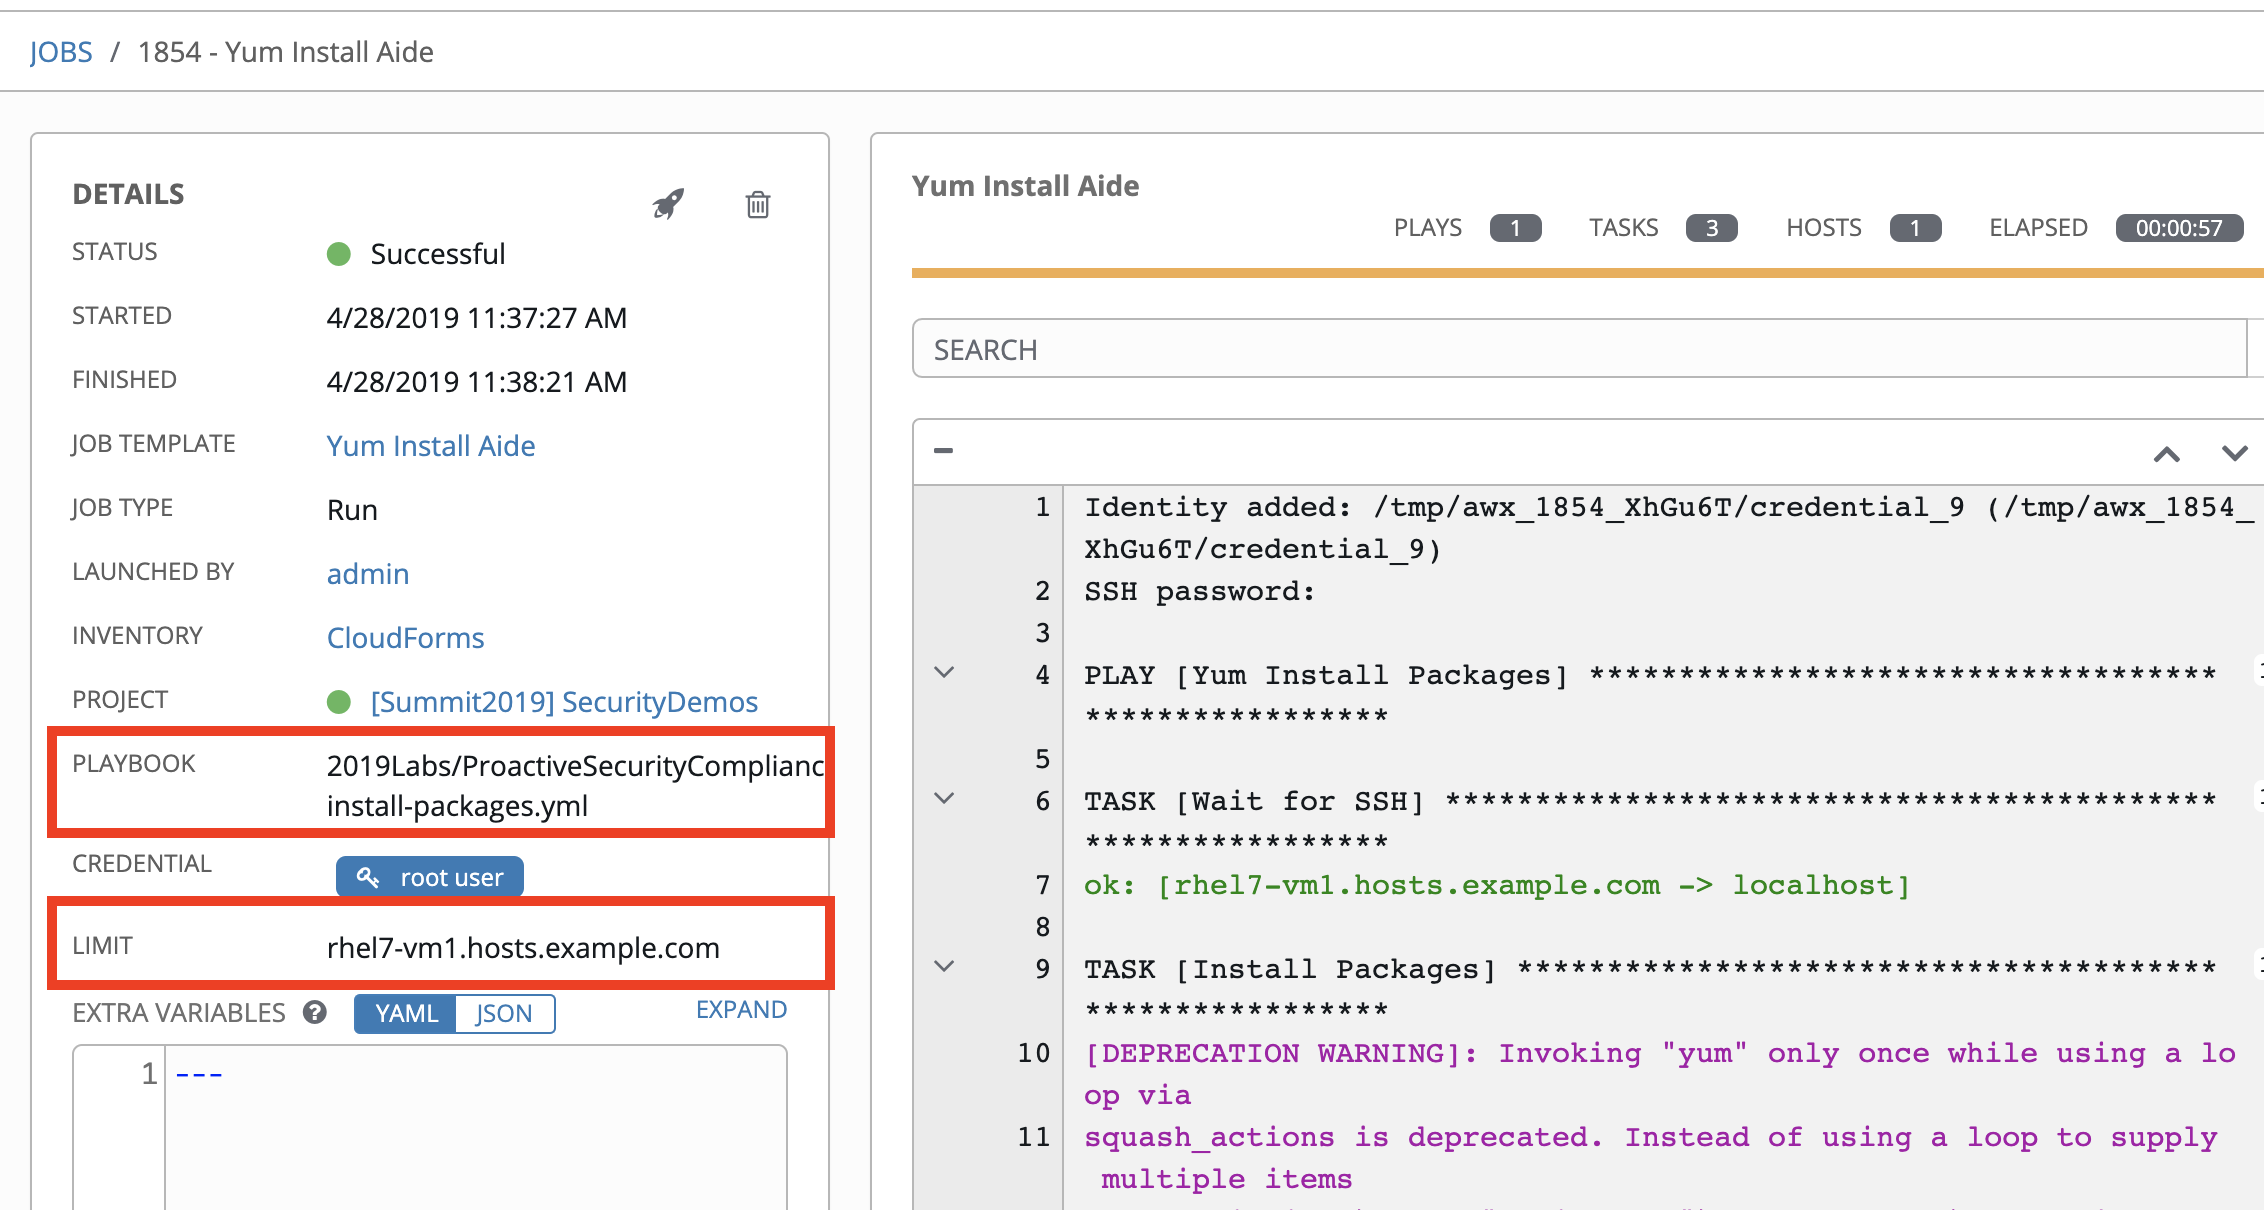 JOBS / 1854 - Yum Install Aide
DETAILS
STATUS Successful
STARTED 4/28/2019 11:37:27 AM
FINISHED 4/28/2019 11:38:21 AM
JOB TEMPLATE Yum Install Aide
JOB TYPE Run
LAUNCHED BY admin
INVENTORY CloudForms
PROJECT [Summit2019] SecurityDemos
PLAYBOOK 2019Labs/ProactiveSecurityComplianc
install-packages.yml
CREDENTIAL root user
LIMIT rhel7-vm1.hosts.example.com
EXTRA VARIABLES ? YAML JSON EXPAND
1 ---
Yum Install Aide
PLAYS 1 TASKS 3 HOSTS 1 ELAPSED 00:00:57
SEARCH
1 Identity added: /tmp/awx_1854_XhGu6T/credential_9 (/tmp/awx_1854_
XhGu6T/credential_9)
2 SSH password:
3
4 PLAY [Yum Install Packages] ***********************************
*****************
5
6 TASK [Wait for SSH] *******************************************
*****************
7 ok: [rhel7-vm1.hosts.example.com -> localhost]
8
9 TASK [Install Packages] ***************************************
*****************
10 [DEPRECATION WARNING]: Invoking "yum" only once while using a lo
op via
11 squash_actions is deprecated. Instead of using a loop to supply
multiple items